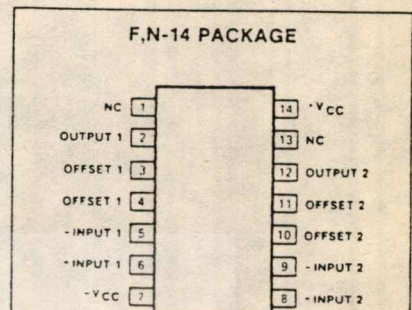 F,N-14 PACKAGE
NC 1
OUTPUT 1 2
OFFSET 1 3
OFFSET 1 4
-INPUT 1 5
-INPUT 1 6
-VCC 7
14 +VCC
13 NC
12 OUTPUT 2
11 OFFSET 2
10 OFFSET 2
9 -INPUT 2
8 -INPUT 2